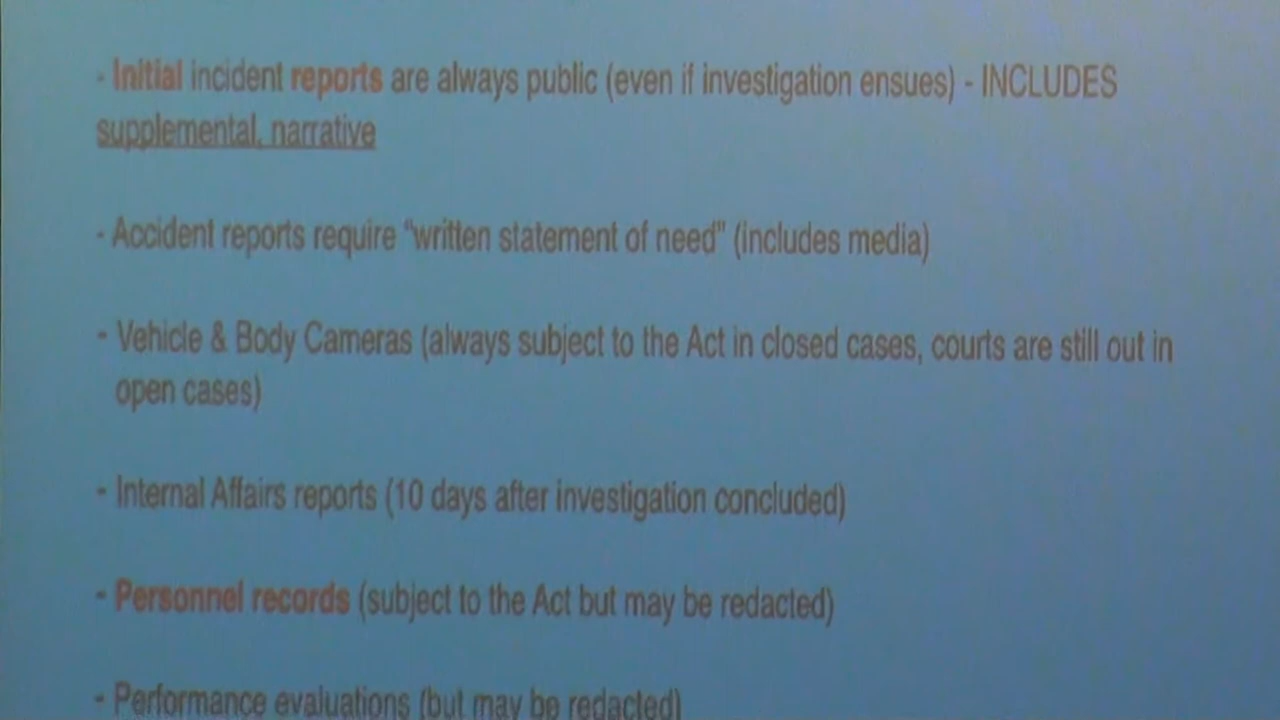 - Initial incident reports are always public (even if investigation ensues) - INCLUDES
supplemental, narrative
- Accident reports require “written statement of need” (includes media)
- Vehicle & Body Cameras (always subject to the Act in closed cases, courts are still out in
open cases)
- Internal Affairs reports (10 days after investigation concluded)
- Personnel records (subject to the Act but may be redacted)
- Performance evaluations (but may be redacted)